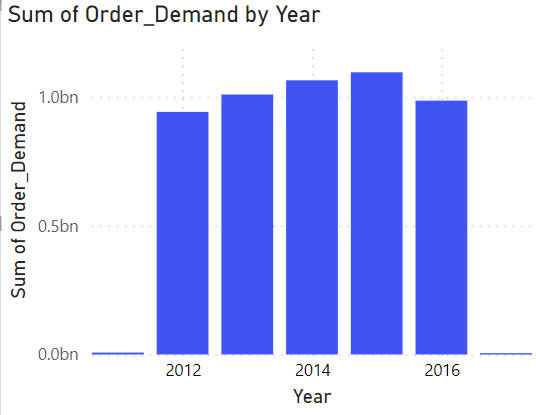 Sum of Order_Demand by Year
Sum of Order_Demand
1.0bn
0.5bn
0.0bn
2012 2014 2016
Year